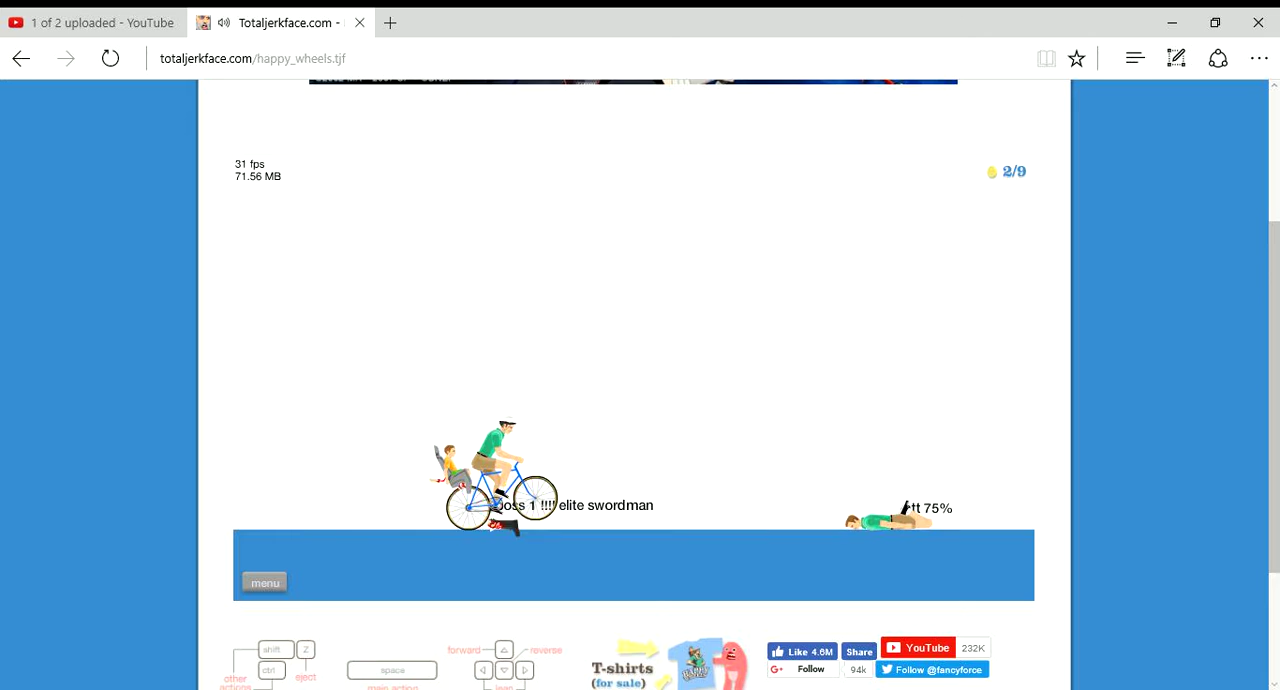 1 of 2 uploaded - YouTube
Totaljerkface.com -
totaljerkface.com/happy_wheels.tjf
31 fps
71.56 MB
2/9
boss 1 !!!! elite swordman
tt 75%
menu
shift Z
forward
reverse
ctrl
space
other
actions
eject
main action
lean
T-shirts
(for sale)
Like 4.6M
Share
YouTube
232K
G+ Follow
94k
Follow @fancyforce